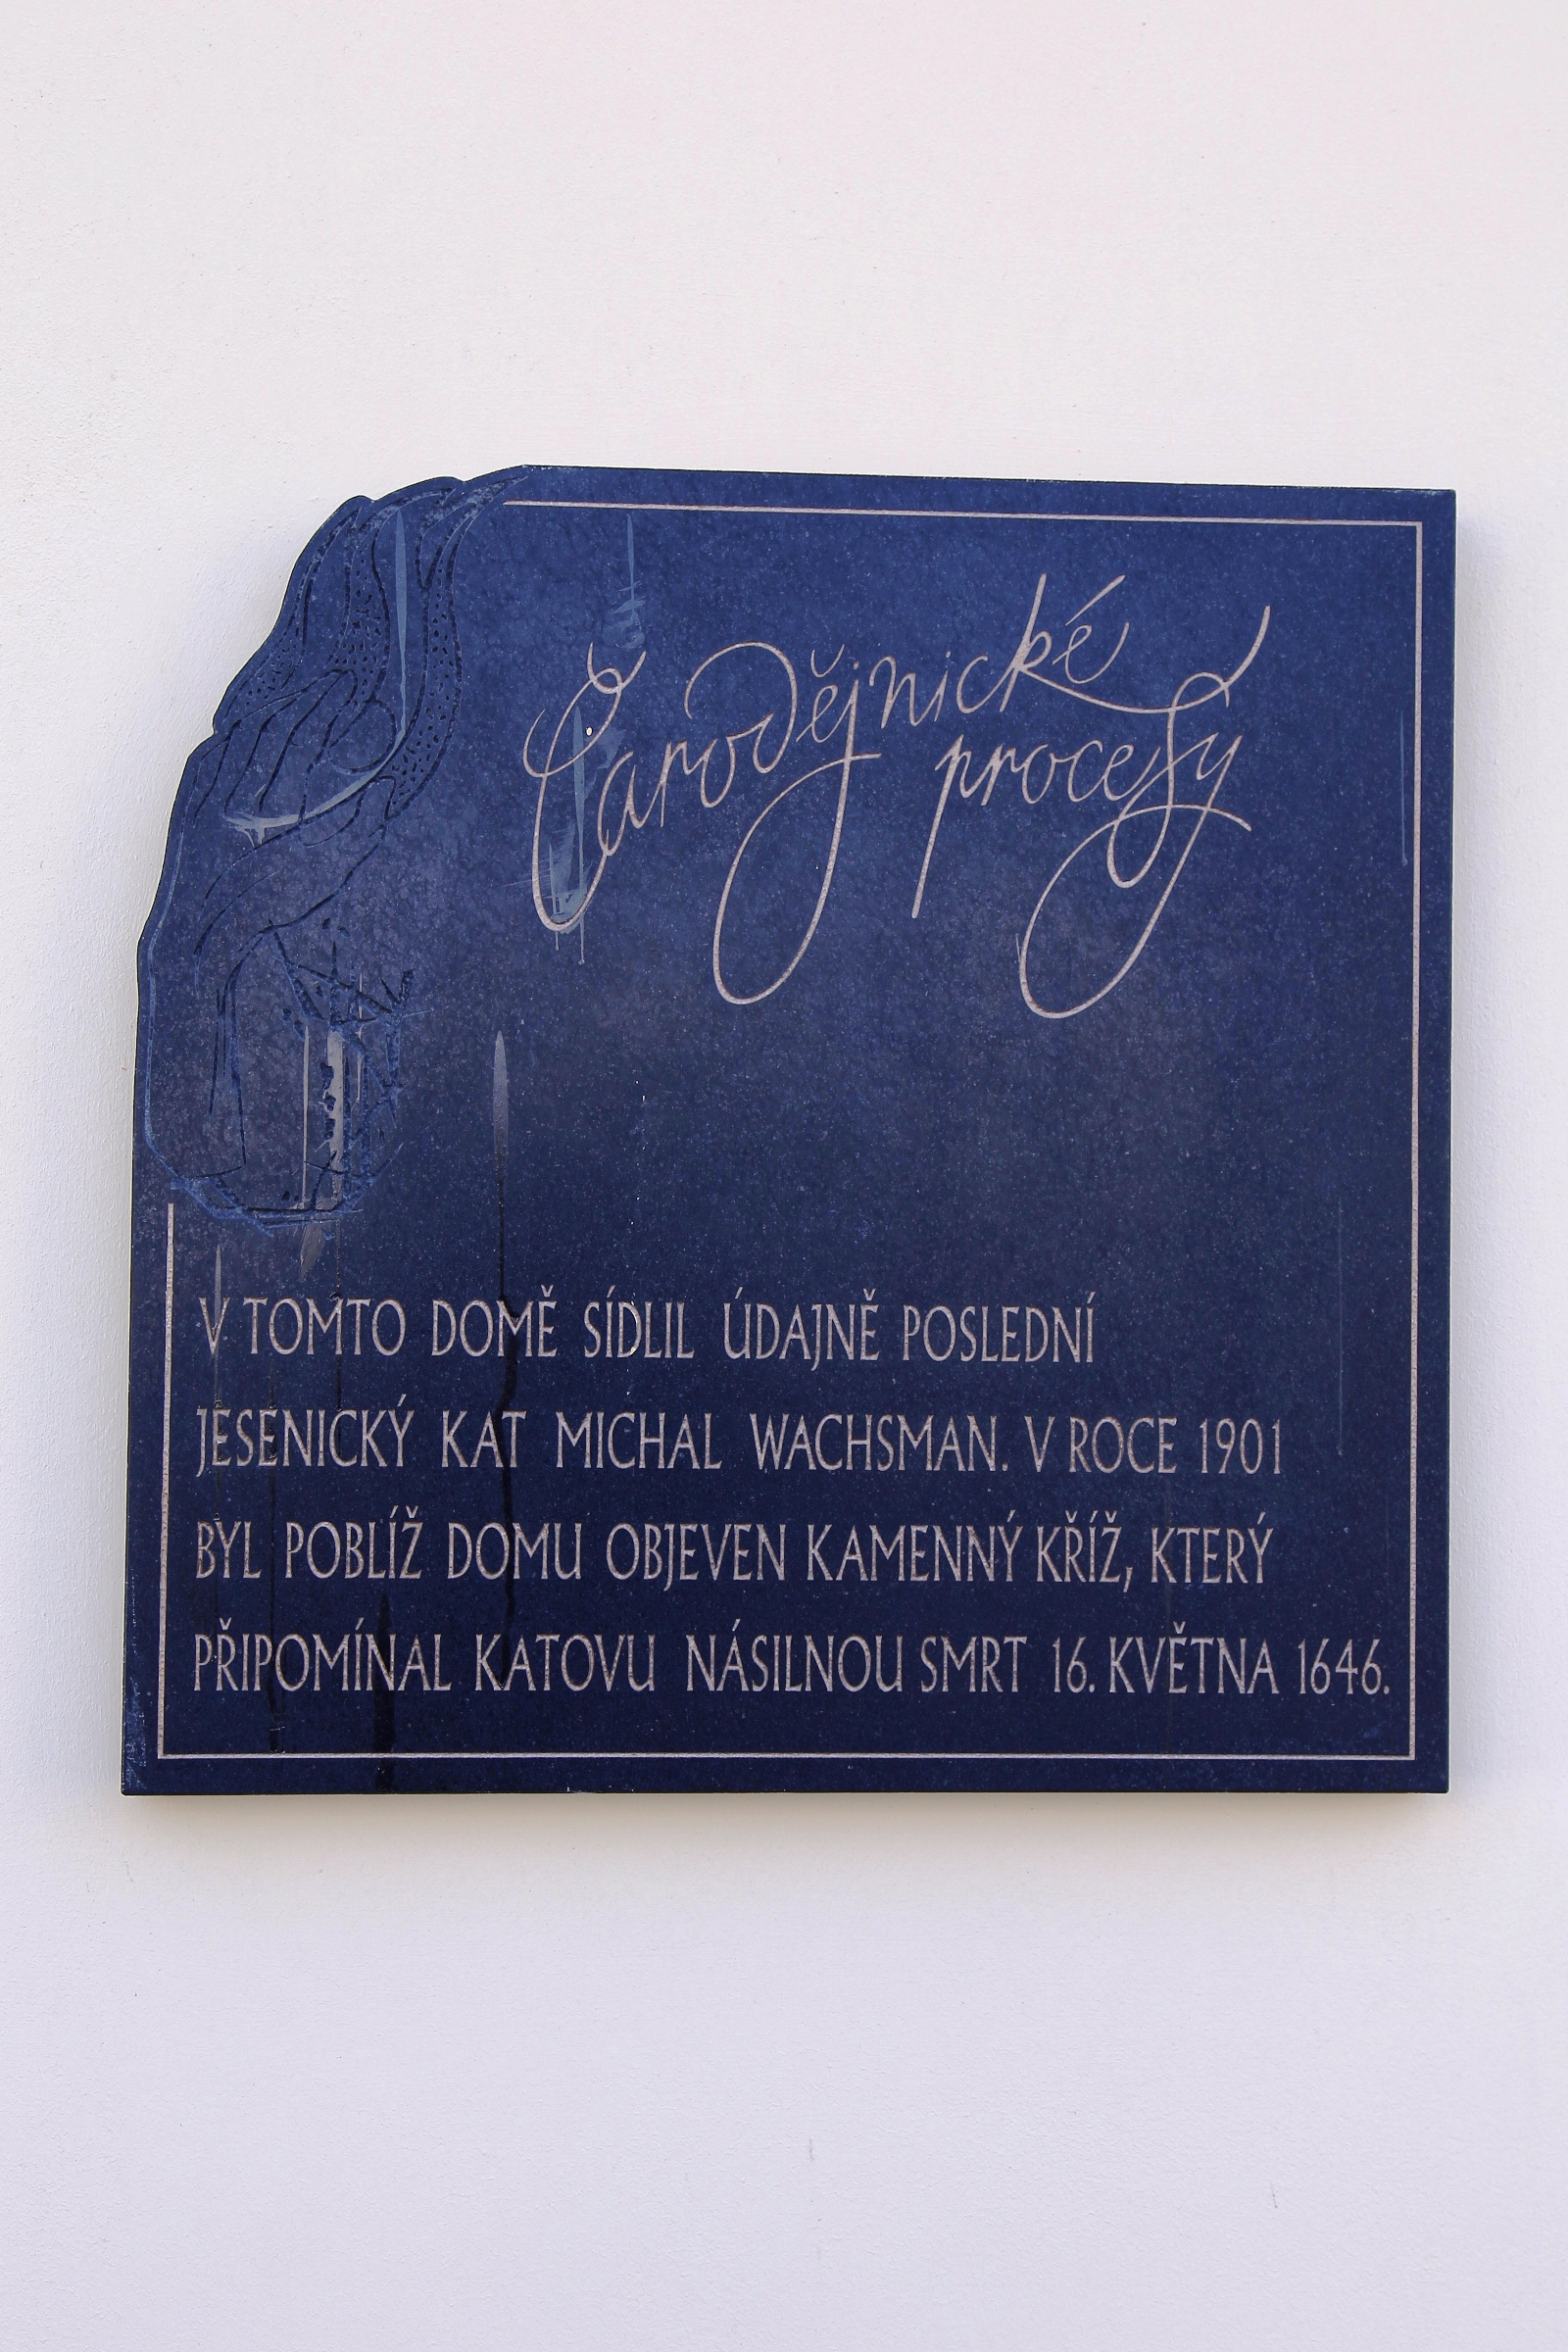 Čarodějnické
procesy
V TOMTO DOMĚ SÍDLIL ÚDAJNĚ POSLEDNÍ
JESENICKÝ KAT MICHAL WACHSMAN. V ROCE 1901
BYL POBLÍŽ DOMU OBJEVEN KAMENNÝ KŘÍŽ, KTERÝ
PŘIPOMÍNAL KATOVU NÁSILNOU SMRT 16. KVĚTNA 1646.